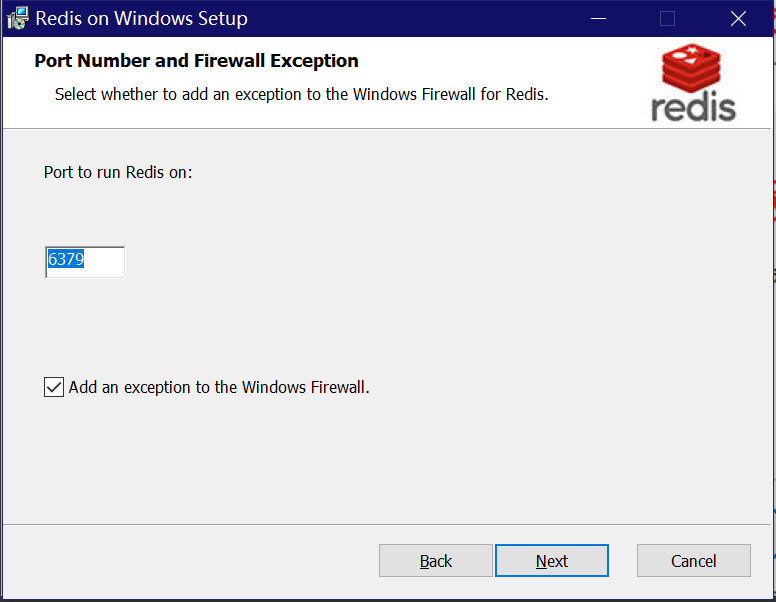 Redis on Windows Setup
Port Number and Firewall Exception
Select whether to add an exception to the Windows Firewall for Redis.
redis
Port to run Redis on:
6379
Add an exception to the Windows Firewall.
Back
Next
Cancel